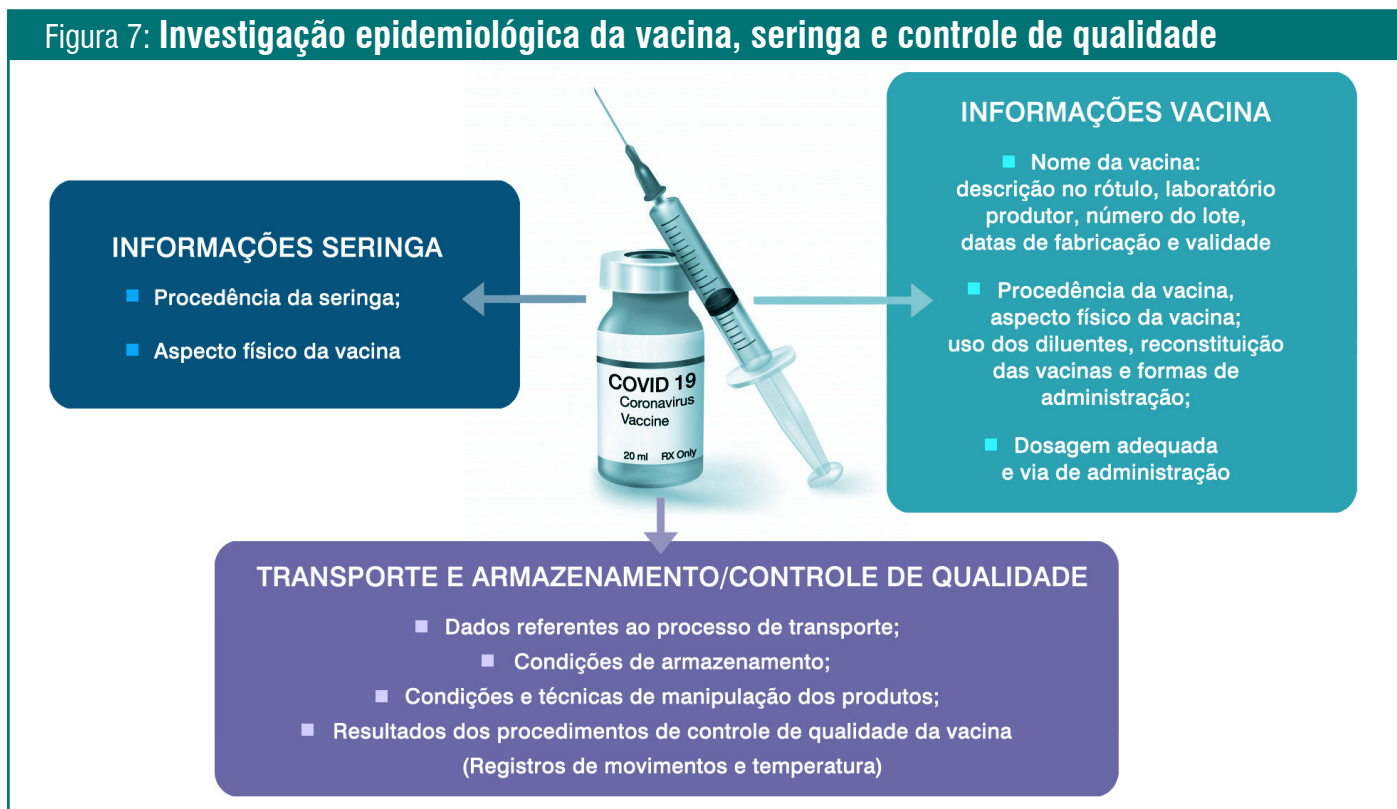 Figura 7: Investigação epidemiológica da vacina, seringa e controle de qualidade
INFORMAÇÕES SERINGA
Procedência da seringa;
Aspecto físico da vacina
COVID 19
Coronavirus
Vaccine
20 ml RX Only
INFORMAÇÕES VACINA
Nome da vacina:
descrição no rótulo, laboratório
produtor, número do lote,
datas de fabricação e validade
Procedência da vacina,
aspecto físico da vacina;
uso dos diluentes, reconstituição
das vacinas e formas de
administração;
Dosagem adequada
e via de administração
TRANSPORTE E ARMAZENAMENTO/CONTROLE DE QUALIDADE
Dados referentes ao processo de transporte;
Condições de armazenamento;
Condições e técnicas de manipulação dos produtos;
Resultados dos procedimentos de controle de qualidade da vacina
(Registros de movimentos e temperatura)